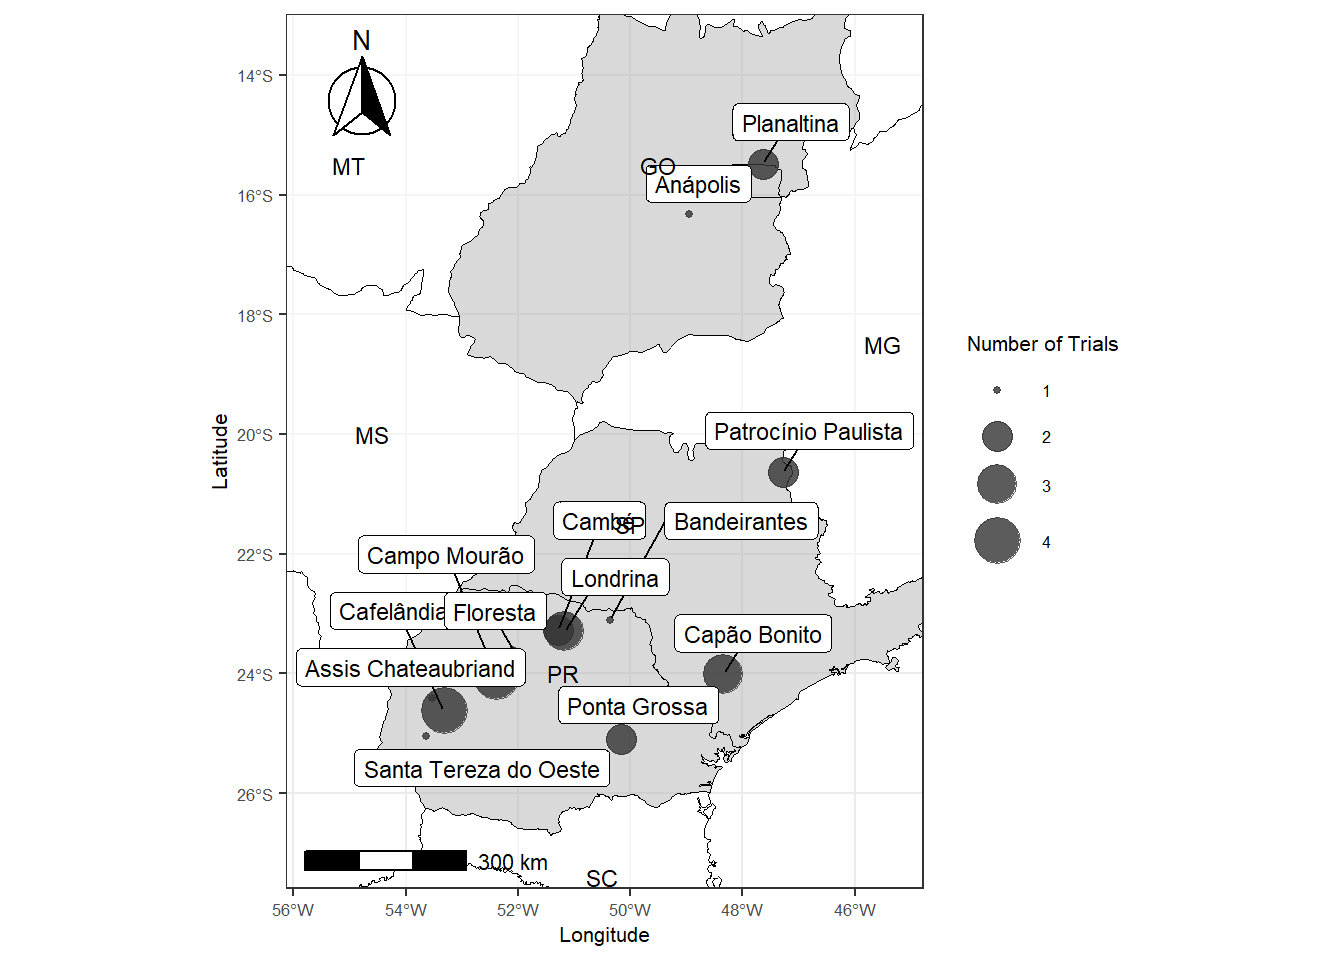 N
14°S
Planaltina
MT
GO
Anápolis
16°S
18°S
MG
Number of Trials
1
2
3
4
20°S
MS
Patrocínio Paulista
Latitude
Cambé
SP
Bandeirantes
22°S
Campo Mourão
Londrina
Cafelândia
Floresta
Capão Bonito
24°S
Assis Chateaubriand
PR
Ponta Grossa
Santa Tereza do Oeste
26°S
300 km
SC
56°W
54°W
52°W
50°W
48°W
46°W
Longitude